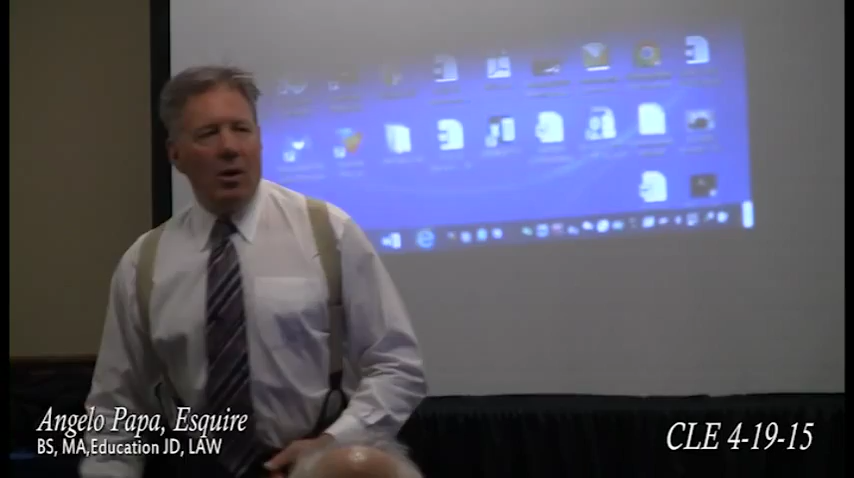 Angelo Papa, Esquire
BS, MA,Education JD, LAW
CLE 4-19-15